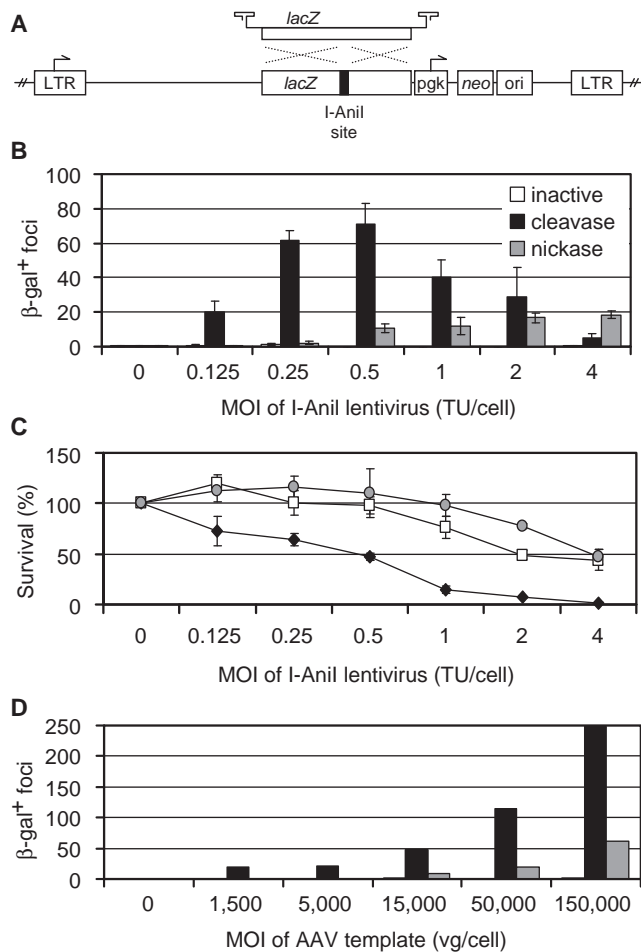 A
lacZ
LTR
lacZ
pgk
neo
ori
LTR
I-AniI
site
B
100
80
60
40
20
0
β-gal+ foci
inactive
cleavase
nickase
0 0.125 0.25 0.5 1 2 4
MOI of I-AniI lentivirus (TU/cell)
C
150
100
50
0
Survival (%)
0 0.125 0.25 0.5 1 2 4
MOI of I-AniI lentivirus (TU/cell)
D
250
200
150
100
50
0
β-gal+ foci
0 1,500 5,000 15,000 50,000 150,000
MOI of AAV template (vg/cell)